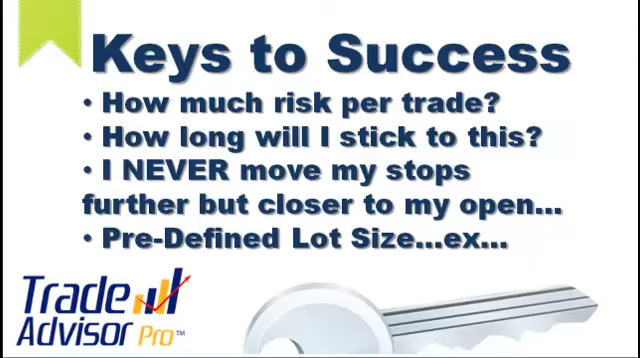 Keys to Success
• How much risk per trade?
• How long will I stick to this?
• I NEVER move my stops
further but closer to my open...
• Pre-Defined Lot Size...ex...
Trade
Advisor Pro™